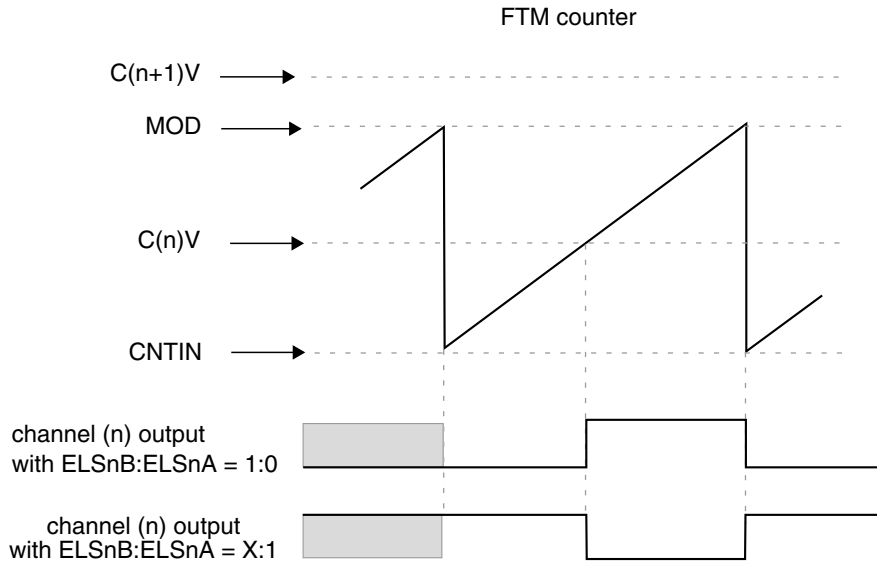 FTM counter
C(n+1)V
MOD
C(n)V
CNTIN
channel (n) output
with ELSnB:ELSnA = 1:0
channel (n) output
with ELSnB:ELSnA = X:1